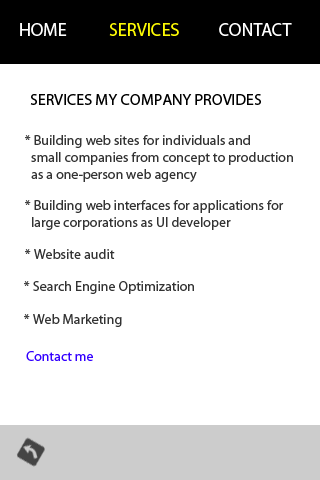 HOME SERVICES CONTACT
SERVICES MY COMPANY PROVIDES
* Building web sites for individuals and
small companies from concept to production
as a one-person web agency
* Building web interfaces for applications for
large corporations as UI developer
* Website audit
* Search Engine Optimization
* Web Marketing
Contact me